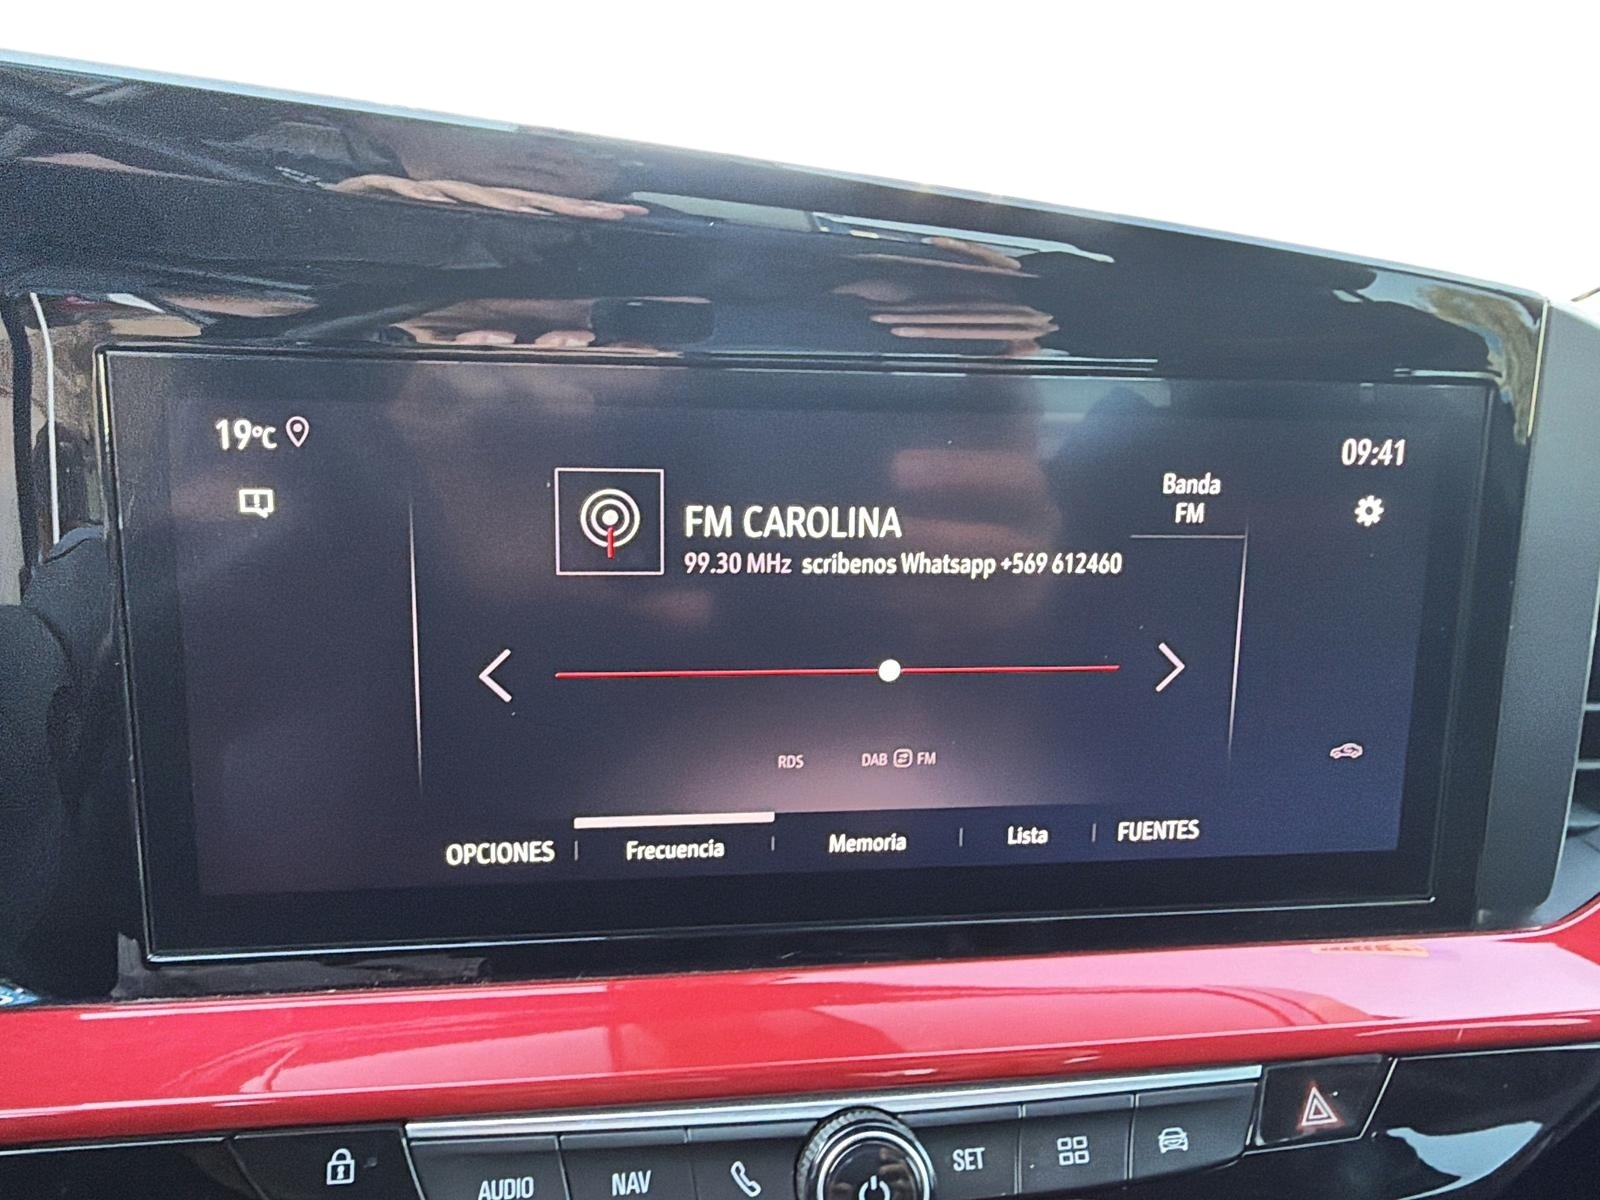 19°C
09:41
Banda
FM
FM CAROLINA
99.30 MHz scribenos Whatsapp +569 612460
RDS
DAB FM
OPCIONES | Frecuencia | Memoria | Lista | FUENTES
AUDIO
NAV
SET